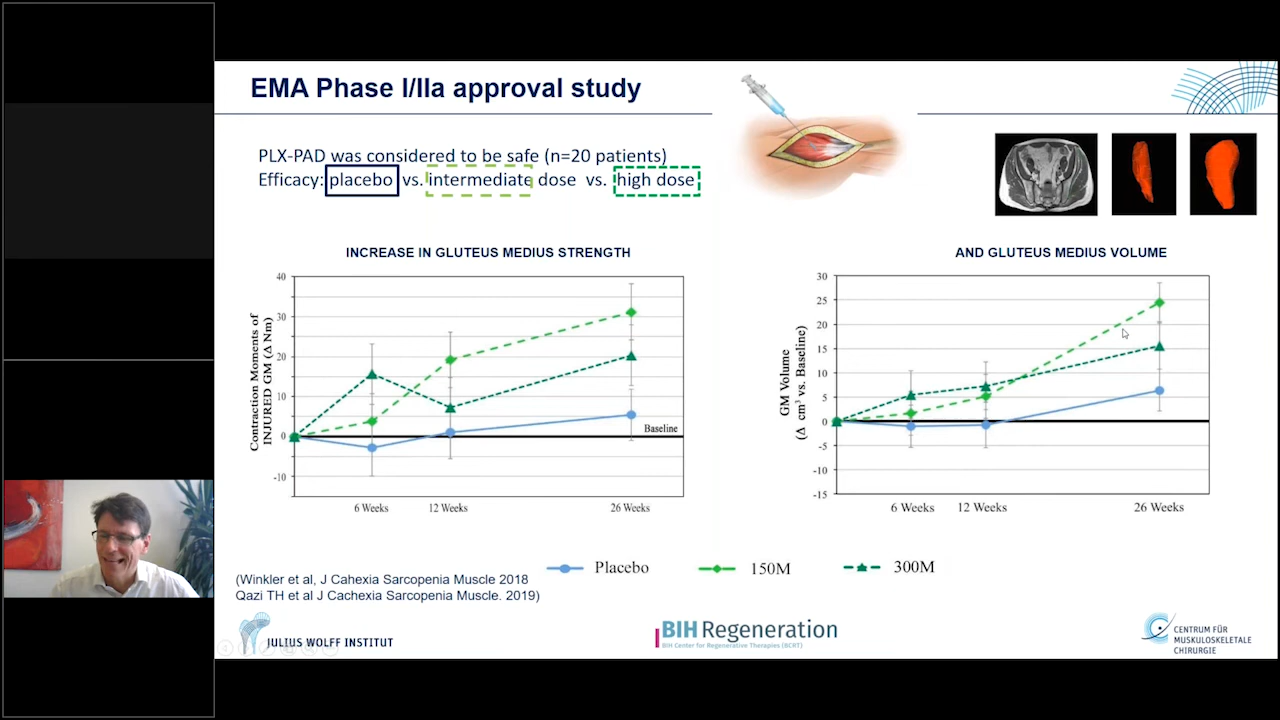 EMA Phase I/IIa approval study
PLX-PAD was considered to be safe (n=20 patients)
Efficacy: placebo vs. intermediate dose vs. high dose
INCREASE IN GLUTEUS MEDIUS STRENGTH
Contraction Moments of
INJURED GM (Δ Nm)
40
30
20
10
0
-10
Baseline
6 Weeks
12 Weeks
26 Weeks
AND GLUTEUS MEDIUS VOLUME
GM Volume
(Δ cm³ vs. Baseline)
30
25
20
15
10
5
0
-5
-10
-15
6 Weeks
12 Weeks
26 Weeks
Placebo
150M
300M
(Winkler et al, J Cahexia Sarcopenia Muscle 2018
Qazi TH et al J Cachexia Sarcopenia Muscle. 2019)
JULIUS WOLFF INSTITUT
BIH Regeneration
BIH Center for Regenerative Therapies (BCRT)
CENTRUM FÜR
MUSKULOSKELETALE
CHIRURGIE